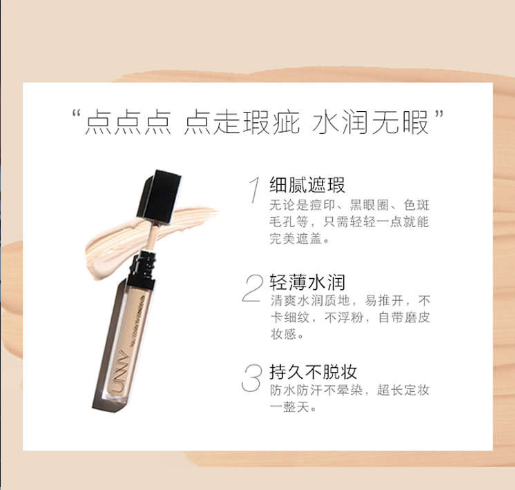 “点点点 点走瑕疵 水润无暇”
1 细腻遮瑕
无论是痘印、黑眼圈、色斑
毛孔等，只需轻轻一点就能
完美遮盖。
2 轻薄水润
清爽水润质地，易推开，不
卡细纹，不浮粉，自带磨皮
妆感。
3 持久不脱妆
防水防汗不晕染，超长定妆
一整天。
UNNY